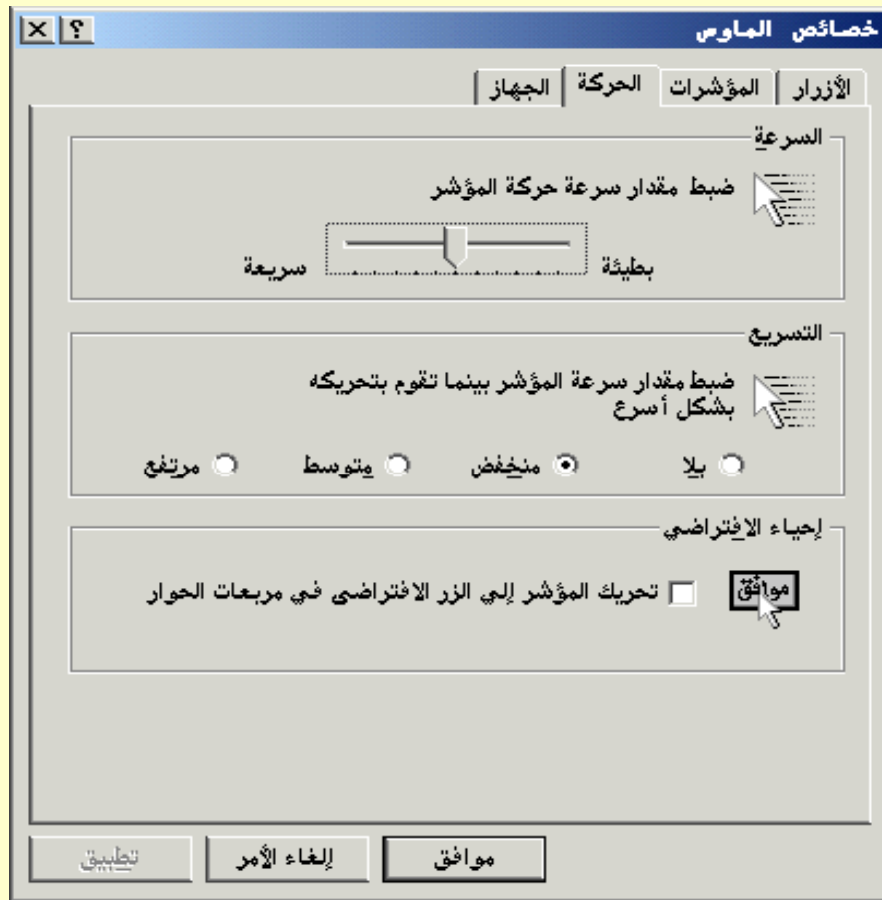 خصائص الماوس
الأزرار المؤشرات الحركة الجهاز
السرعة
ضبط مقدار سرعة حركة المؤشر
بطيئة سريعة
التسريع
ضبط مقدار سرعة المؤشر بينما تقوم بتحريكه
بشكل أسرع
بلا منخفض متوسط مرتفع
إحياء الافتراضي
موافق تحريك المؤشر إلي الزر الافتراضى في مربعات الحوار
موافق إلغاء الأمر تطبيق